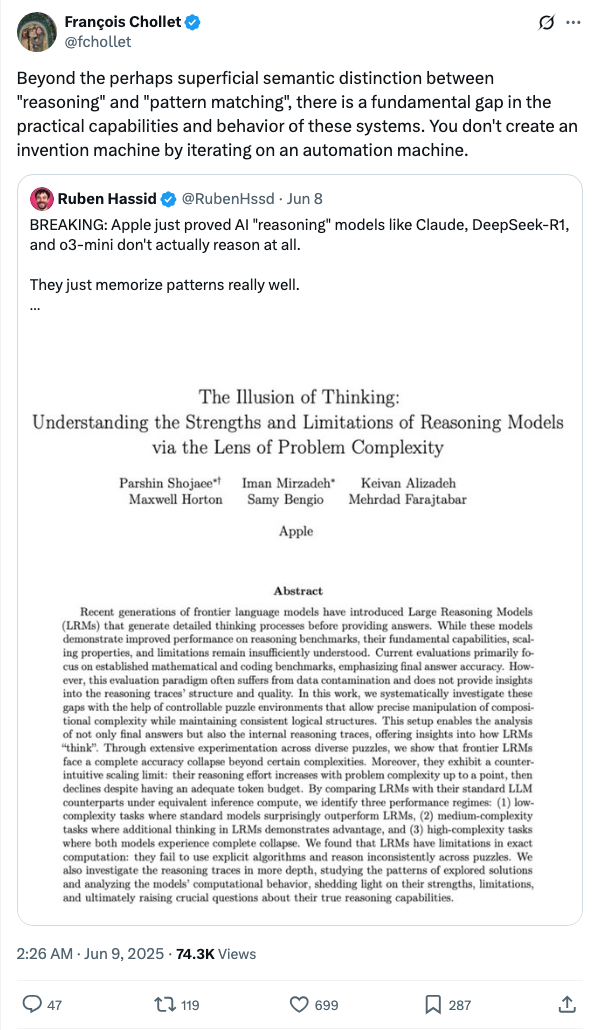 François Chollet
@fchollet
Beyond the perhaps superficial semantic distinction between
"reasoning" and "pattern matching", there is a fundamental gap in the
practical capabilities and behavior of these systems. You don't create an
invention machine by iterating on an automation machine.
Ruben Hassid @RubenHssd · Jun 8
BREAKING: Apple just proved AI "reasoning" models like Claude, DeepSeek-R1,
and o3-mini don't actually reason at all.
They just memorize patterns really well.
...
The Illusion of Thinking:
Understanding the Strengths and Limitations of Reasoning Models
via the Lens of Problem Complexity
Parshin Shojaee*† Iman Mirzadeh* Keivan Alizadeh
Maxwell Horton Samy Bengio Mehrdad Farajtabar
Apple
Abstract
Recent generations of frontier language models have introduced Large Reasoning Models
(LRMs) that generate detailed thinking processes before providing answers. While these models
demonstrate improved performance on reasoning benchmarks, their fundamental capabilities, scal-
ing properties, and limitations remain insufficiently understood. Current evaluations primarily fo-
cus on established mathematical and coding benchmarks, emphasizing final answer accuracy. How-
ever, this evaluation paradigm often suffers from data contamination and does not provide insights
into the reasoning traces' structure and quality. In this work, we systematically investigate these
gaps with the help of controllable puzzle environments that allow precise manipulation of composi-
tional complexity while maintaining consistent logical structures. This setup enables the analysis
of not only final answers but also the internal reasoning traces, offering insights into how LRMs
“think”. Through extensive experimentation across diverse puzzles, we show that frontier LRMs
face a complete accuracy collapse beyond certain complexities. Moreover, they exhibit a counter-
intuitive scaling limit: their reasoning effort increases with problem complexity up to a point, then
declines despite having an adequate token budget. By comparing LRMs with their standard LLM
counterparts under equivalent inference compute, we identify three performance regimes: (1) low-
complexity tasks where standard models surprisingly outperform LRMs, (2) medium-complexity
tasks where additional thinking in LRMs demonstrates advantage, and (3) high-complexity tasks
where both models experience complete collapse. We found that LRMs have limitations in exact
computation: they fail to use explicit algorithms and reason inconsistently across puzzles. We
also investigate the reasoning traces in more depth, studying the patterns of explored solutions
and analyzing the models' computational behavior, shedding light on their strengths, limitations,
and ultimately raising crucial questions about their true reasoning capabilities.
2:26 AM · Jun 9, 2025 · 74.3K Views
47 119 699 287